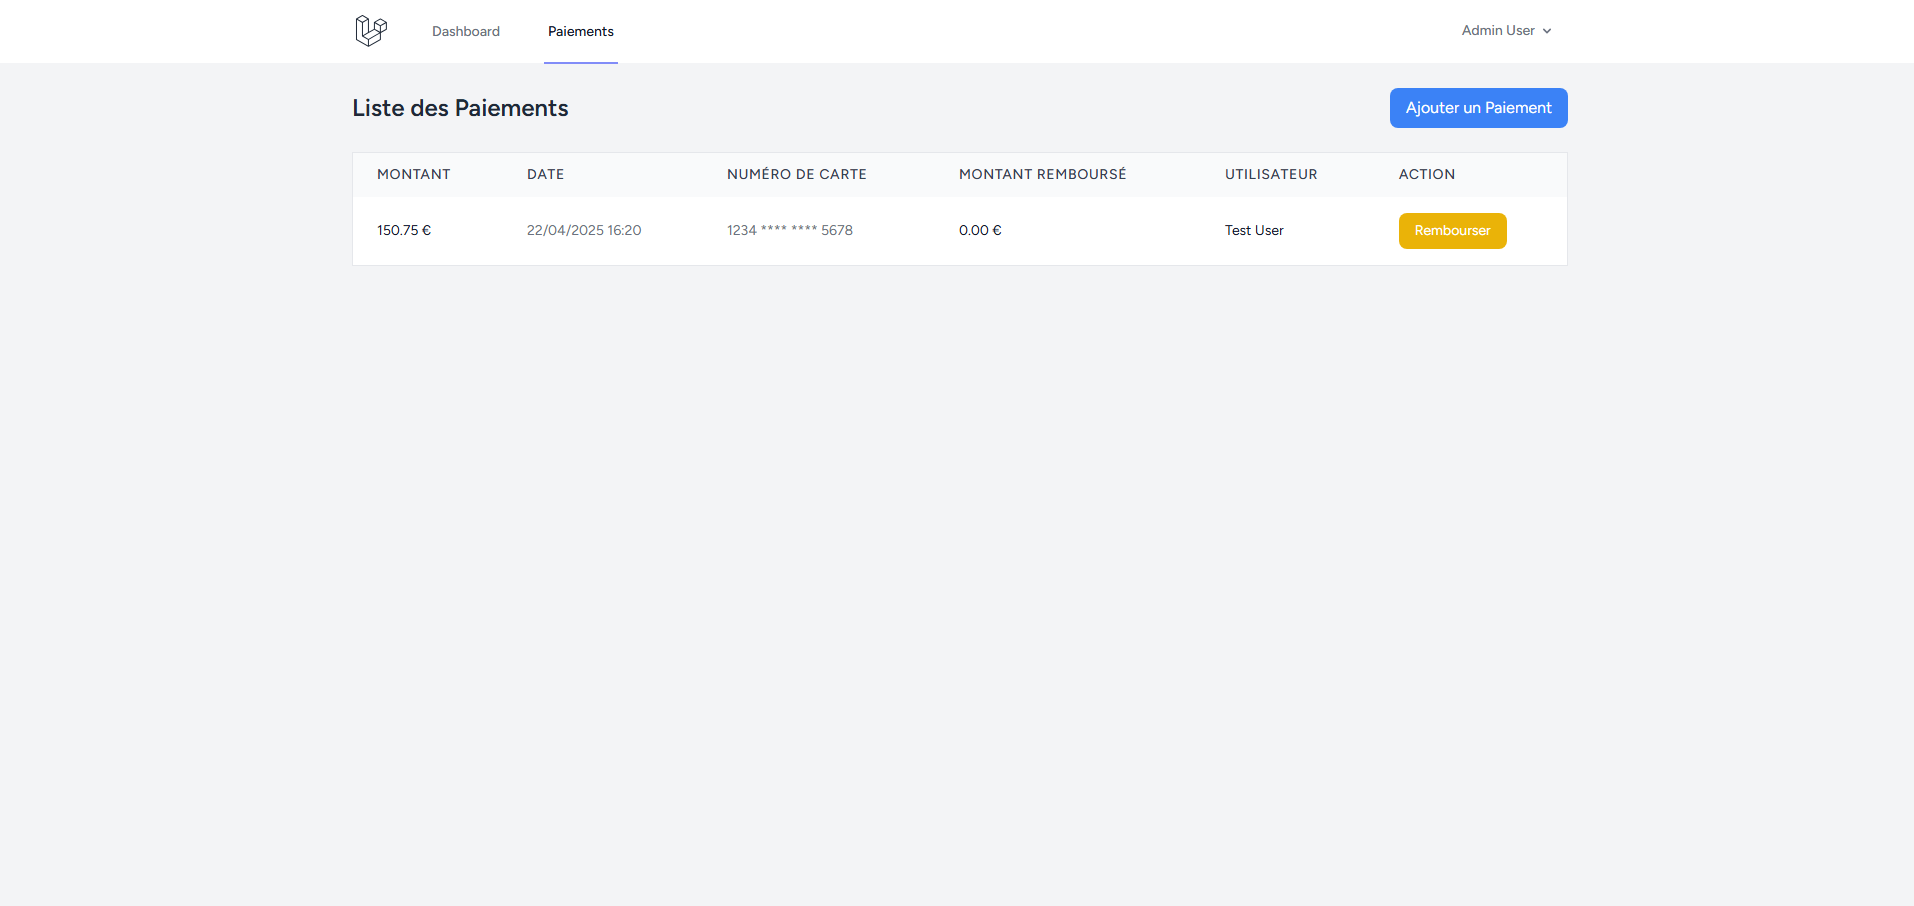 Dashboard Paiements Admin User
Liste des Paiements Ajouter un Paiement
MONTANT DATE NUMÉRO DE CARTE MONTANT REMBOURSÉ UTILISATEUR ACTION
150.75 € 22/04/2025 16:20 1234 **** **** 5678 0.00 € Test User Rembourser